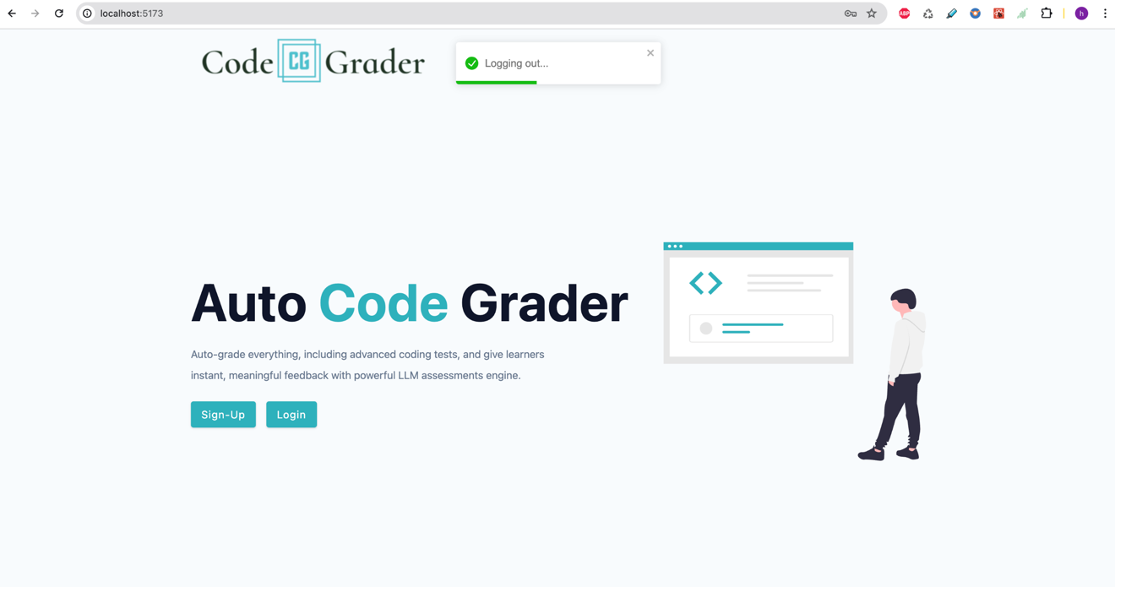 localhost:5173
ABP
h
Code CG Grader
Logging out...
Auto Code Grader
Auto-grade everything, including advanced coding tests, and give learners
instant, meaningful feedback with powerful LLM assessments engine.
Sign-Up Login